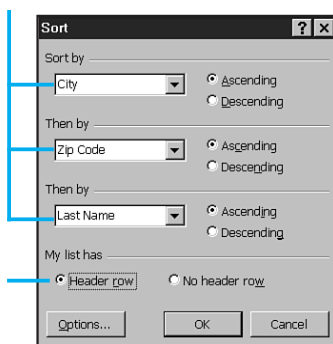 Sort
Sort by
City
Ascending
Descending
Then by
Zip Code
Ascending
Descending
Then by
Last Name
Ascending
Descending
My list has
Header row
No header row
Options...
OK
Cancel